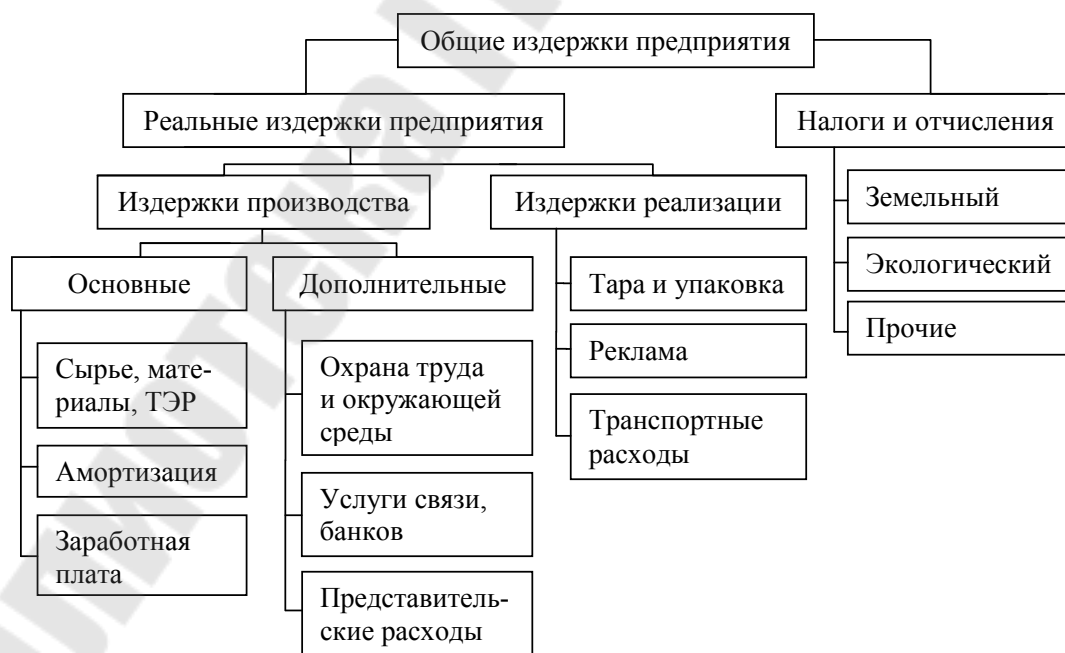 Общие издержки предприятия
Реальные издержки предприятия
Налоги и отчисления
Издержки производства
Издержки реализации
Земельный
Экологический
Прочие
Основные
Дополнительные
Тара и упаковка
Реклама
Транспортные
расходы
Сырье, мате-
риалы, ТЭР
Амортизация
Заработная
плата
Охрана труда
и окружающей
среды
Услуги связи,
банков
Представитель-
ские расходы